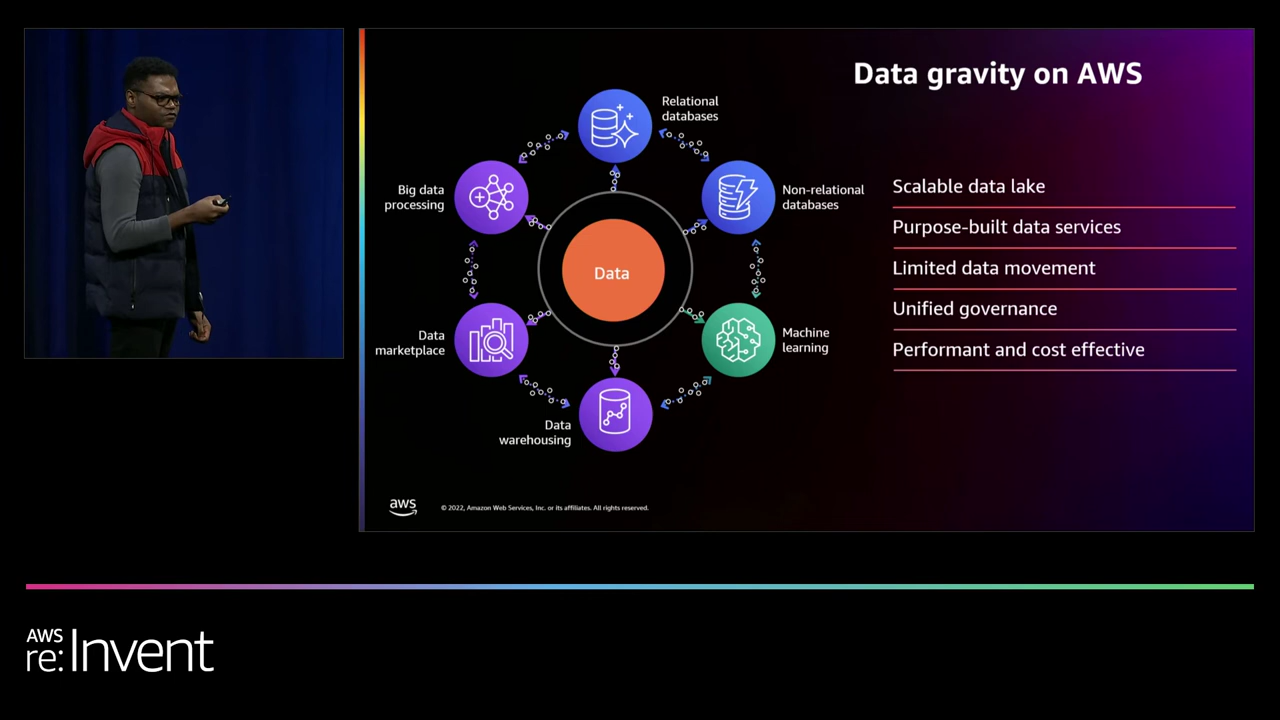 Data gravity on AWS
Relational
databases
Big data
processing
Non-relational
databases
Data
Data
marketplace
Machine
learning
Data
warehousing
Scalable data lake
Purpose-built data services
Limited data movement
Unified governance
Performant and cost effective
aws
© 2022, Amazon Web Services, Inc. or its affiliates. All rights reserved.
AWS
re:Invent